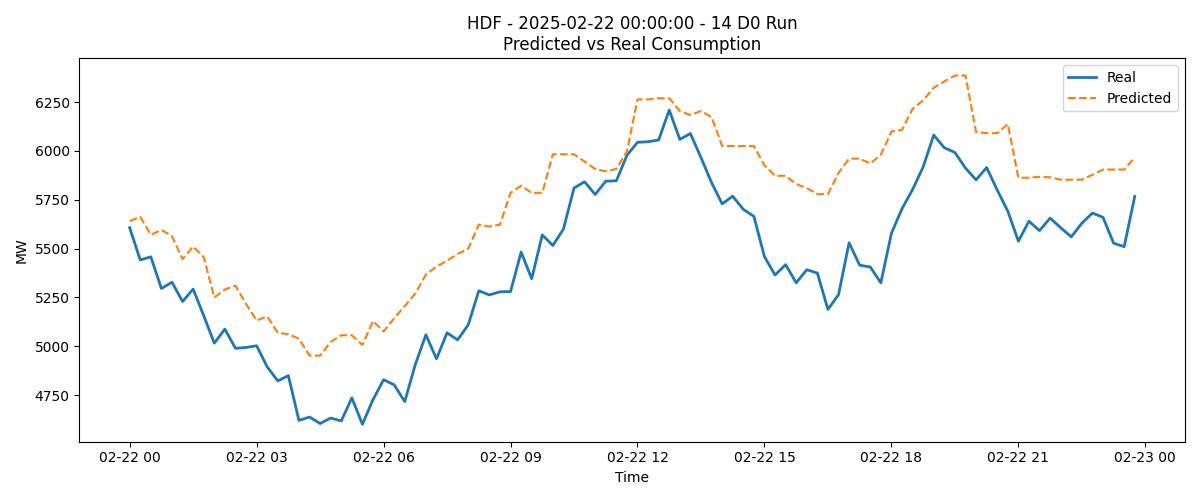 HDF - 2025-02-22 00:00:00 - 14 D0 Run
Predicted vs Real Consumption
Real
Predicted
MW
6250
6000
5750
5500
5250
5000
4750
02-22 00
02-22 03
02-22 06
02-22 09
02-22 12
02-22 15
02-22 18
02-22 21
02-23 00
Time